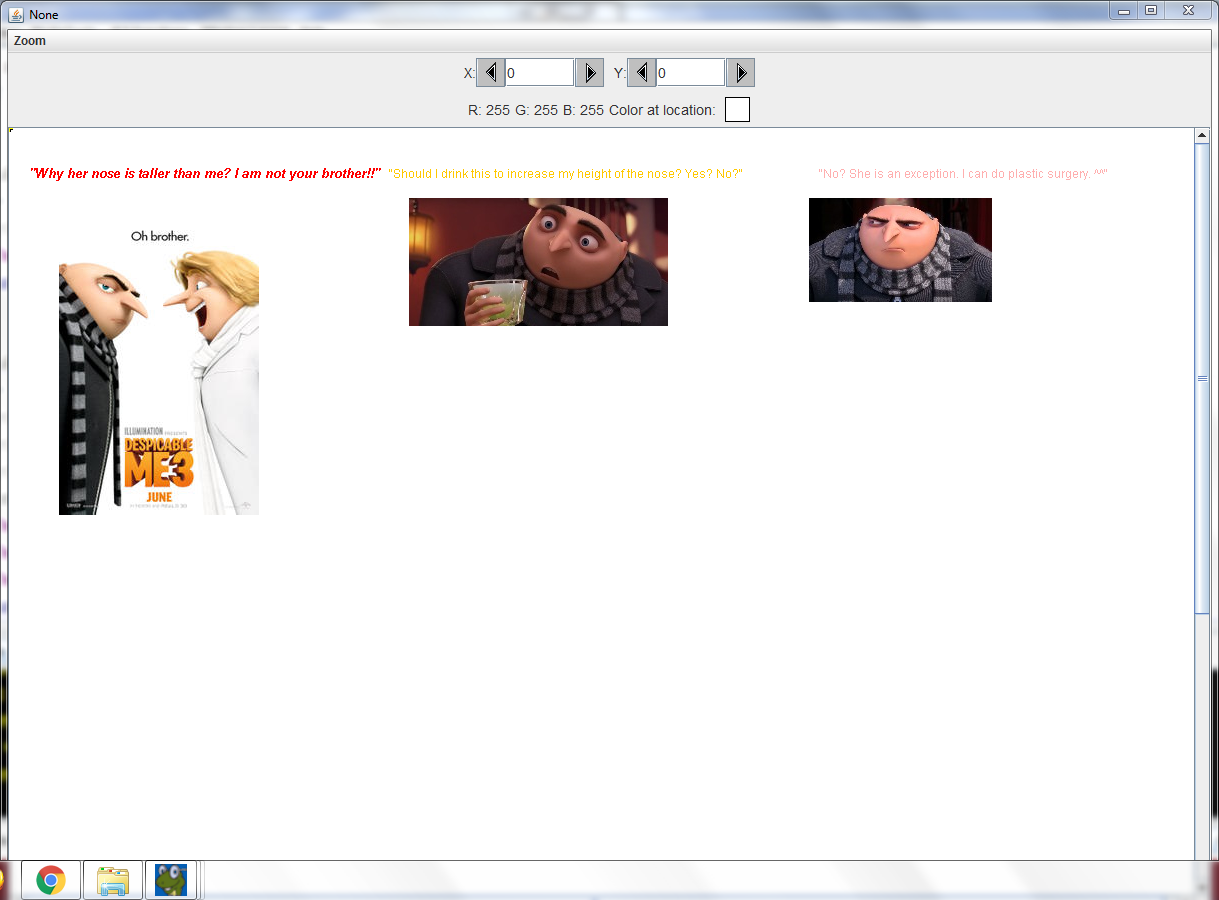 None
Zoom
X: 0 Y: 0
R: 255 G: 255 B: 255 Color at location:
"Why her nose is taller than me? I am not your brother!!" "Should I drink this to increase my height of the nose? Yes? No?" "No? She is an exception. I can do plastic surgery. ^^"
Oh brother.
ILLUMINATION PRESENTS
DESPICABLE
ME3
JUNE